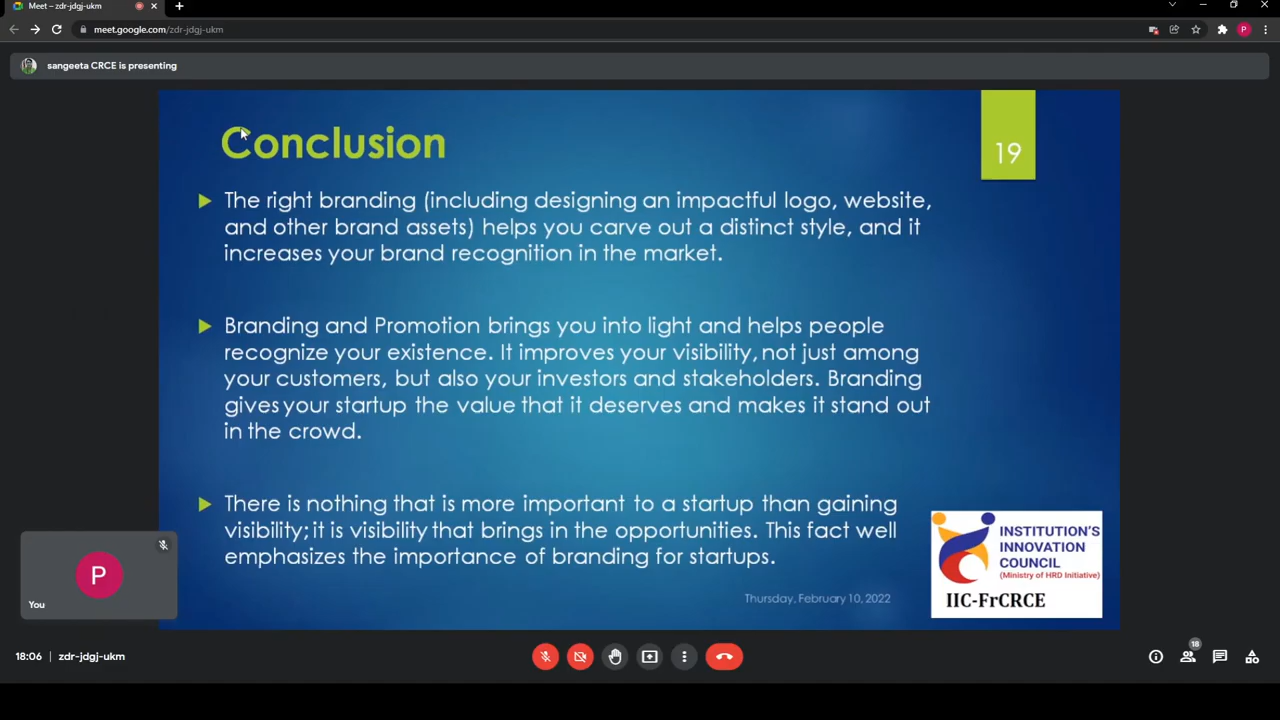 Meet – zdr-jdgj-ukm
meet.google.com/zdr-jdgj-ukm
P
sangeeta CRCE is presenting
Conclusion
19
The right branding (including designing an impactful logo, website,
and other brand assets) helps you carve out a distinct style, and it
increases your brand recognition in the market.
Branding and Promotion brings you into light and helps people
recognize your existence. It improves your visibility, not just among
your customers, but also your investors and stakeholders. Branding
gives your startup the value that it deserves and makes it stand out
in the crowd.
There is nothing that is more important to a startup than gaining
visibility; it is visibility that brings in the opportunities. This fact well
emphasizes the importance of branding for startups.
INSTITUTION'S
INNOVATION
COUNCIL
(Ministry of HRD Initiative)
IIC-FrCRCE
Thursday, February 10, 2022
P
You
18:06 | zdr-jdgj-ukm
18